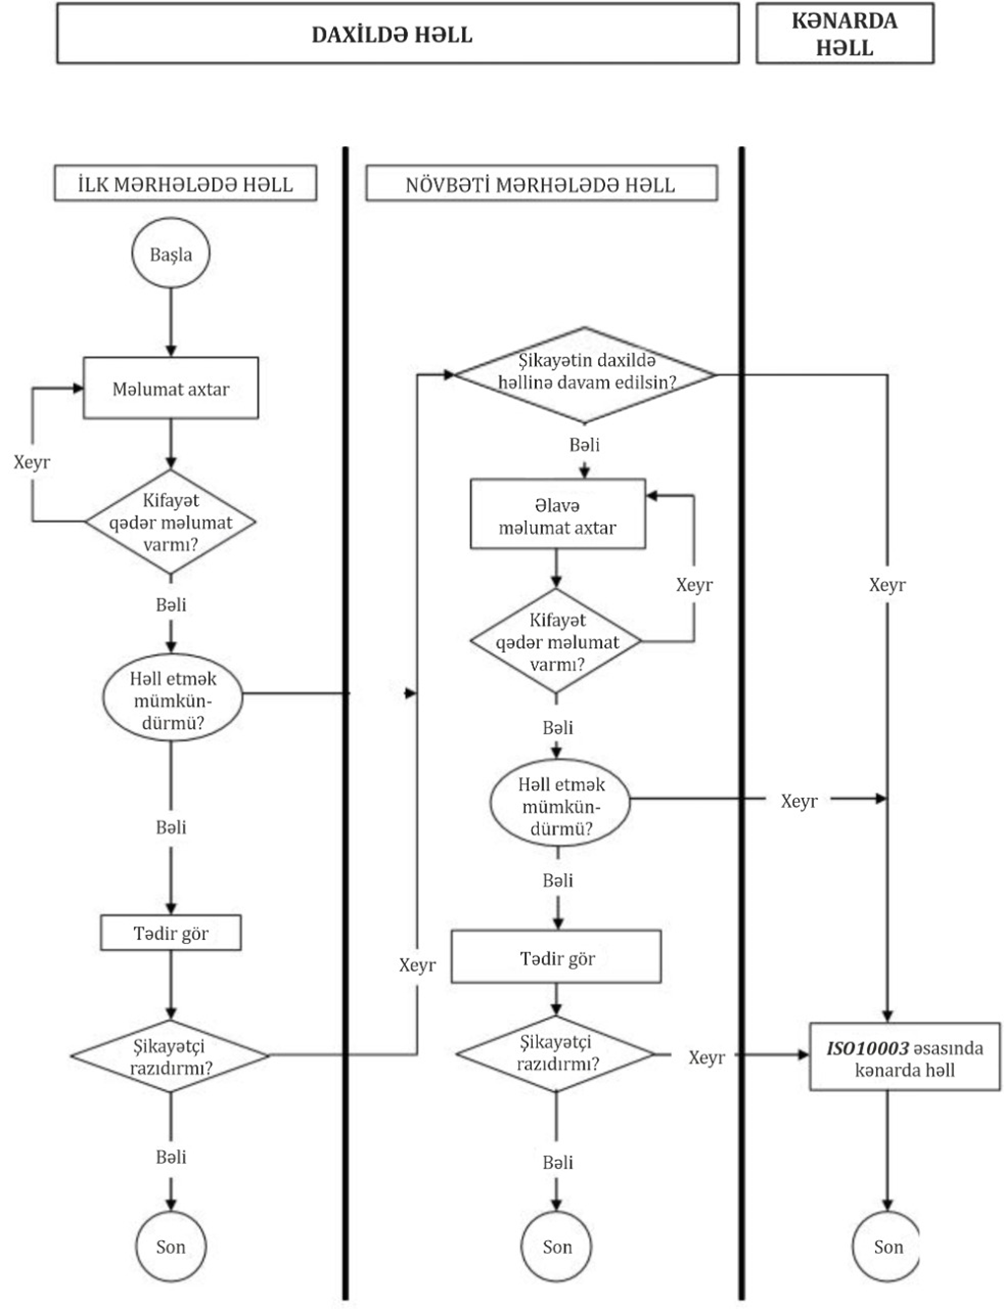 DAXİLDƏ HƏLL
KƏNARDA
HƏLL
İLK MƏRHƏLƏDƏ HƏLL
NÖVBƏTİ MƏRHƏLƏDƏ HƏLL
Başla
Məlumat axtar
Xeyr
Kifayət
qədər məlumat
varmı?
Bəli
Həll etmək
mümkün-
dürmü?
Bəli
Tədir gör
Şikayətçi
razıdırmı?
Xeyr
Bəli
Son
Şikayətin daxildə
həllinə davam edilsin?
Bəli
Əlavə
məlumat axtar
Xeyr
Kifayət
qədər məlumat
varmı?
Bəli
Həll etmək
mümkün-
dürmü?
Xeyr
Bəli
Tədir gör
Şikayətçi
razıdırmı?
Xeyr
Bəli
Son
Xeyr
ISO10003 əsasında
kənarda həll
Son